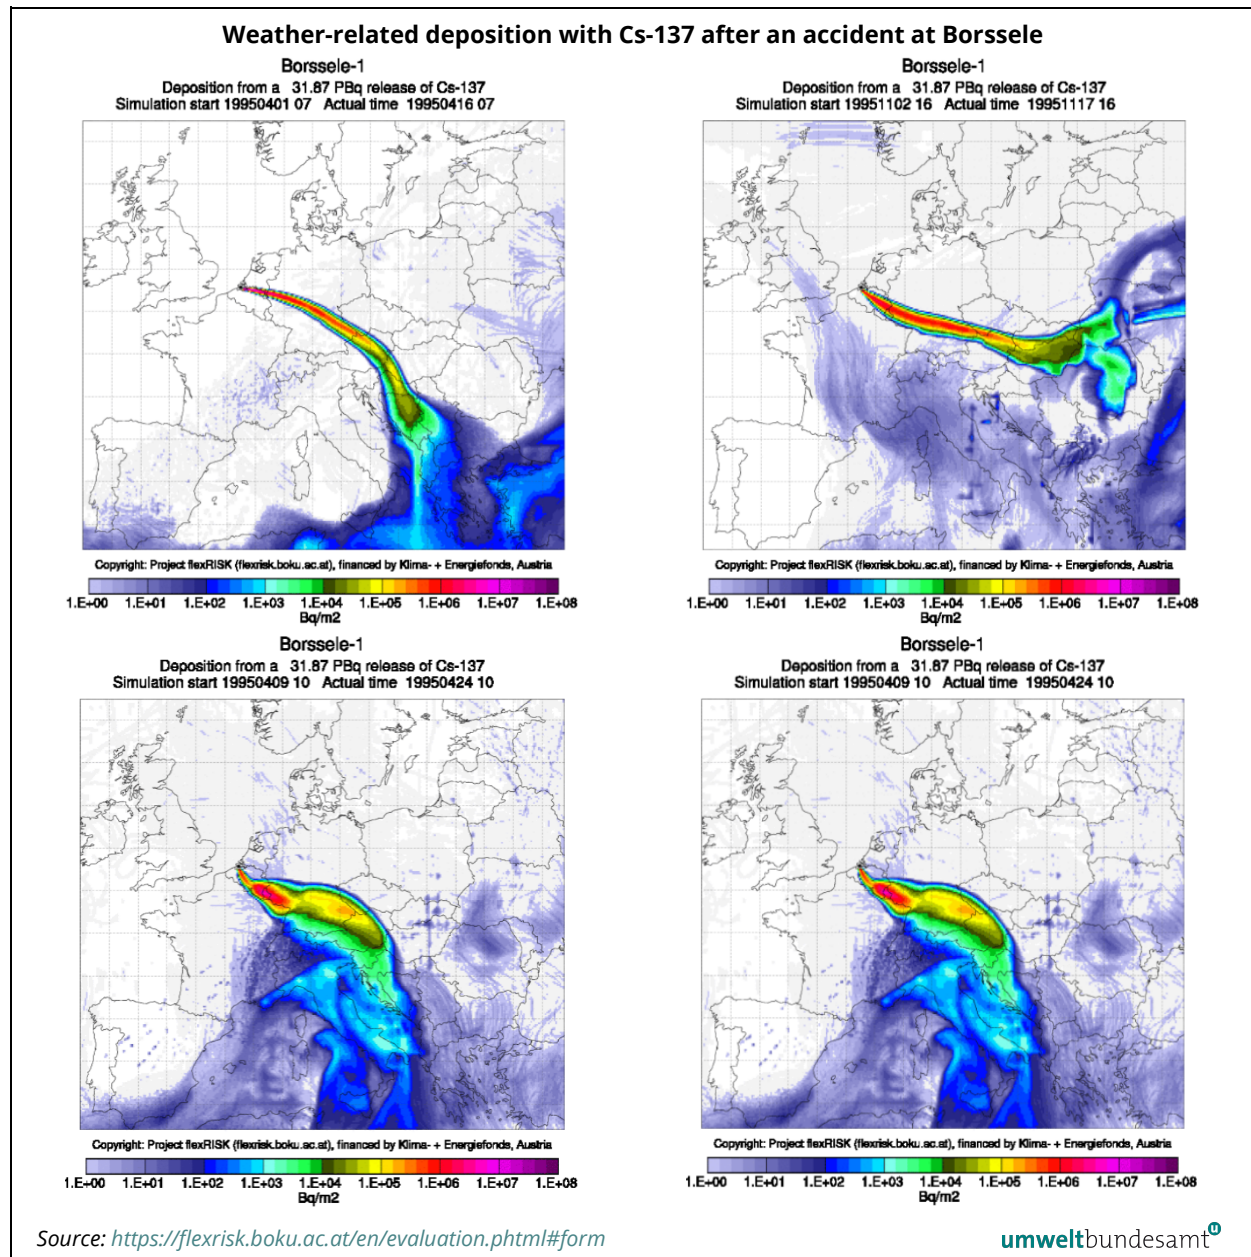 Weather-related deposition with Cs-137 after an accident at Borssele
Borssele-1
Deposition from a 31.87 PBq release of Cs-137
Simulation start 19950401 07 Actual time 19950416 07
Copyright: Project flexRISK (flexrisk.boku.ac.at), financed by Klima- + Energiefonds, Austria
1.E+00 1.E+01 1.E+02 1.E+03 1.E+04 1.E+05 1.E+06 1.E+07 1.E+08
Bq/m2
Borssele-1
Deposition from a 31.87 PBq release of Cs-137
Simulation start 19951102 16 Actual time 19951117 16
Copyright: Project flexRISK (flexrisk.boku.ac.at), financed by Klima- + Energiefonds, Austria
1.E+00 1.E+01 1.E+02 1.E+03 1.E+04 1.E+05 1.E+06 1.E+07 1.E+08
Bq/m2
Borssele-1
Deposition from a 31.87 PBq release of Cs-137
Simulation start 19950409 10 Actual time 19950424 10
Copyright: Project flexRISK (flexrisk.boku.ac.at), financed by Klima- + Energiefonds, Austria
1.E+00 1.E+01 1.E+02 1.E+03 1.E+04 1.E+05 1.E+06 1.E+07 1.E+08
Bq/m2
Borssele-1
Deposition from a 31.87 PBq release of Cs-137
Simulation start 19950409 10 Actual time 19950424 10
Copyright: Project flexRISK (flexrisk.boku.ac.at), financed by Klima- + Energiefonds, Austria
1.E+00 1.E+01 1.E+02 1.E+03 1.E+04 1.E+05 1.E+06 1.E+07 1.E+08
Bq/m2
Source: https://flexrisk.boku.ac.at/en/evaluation.phtml#form
umweltbundesamt u